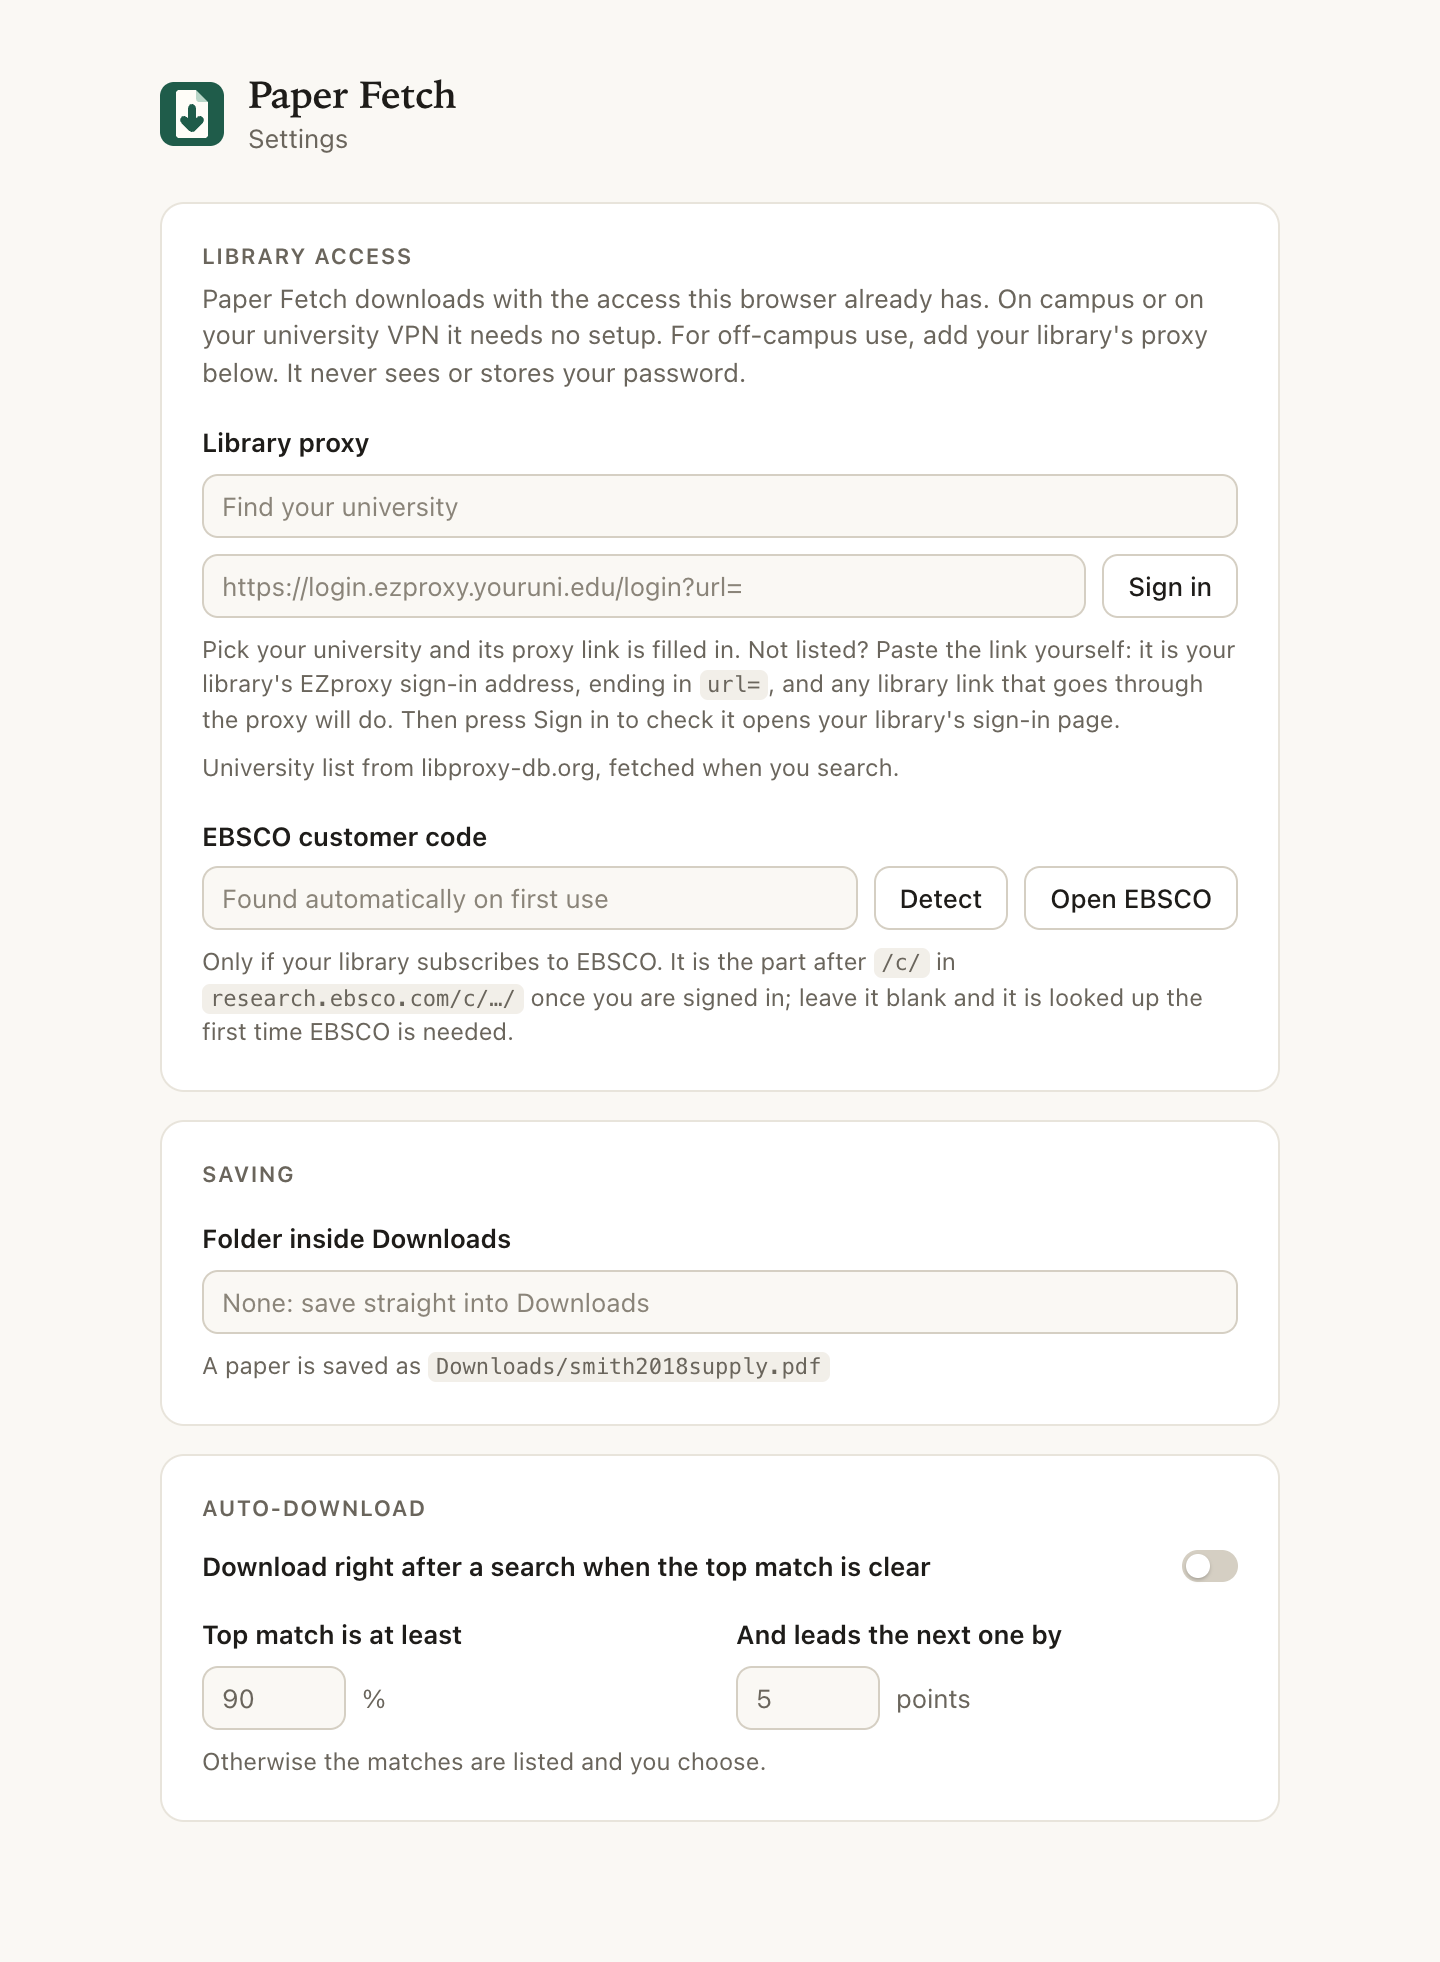 Paper Fetch
Settings
LIBRARY ACCESS
Paper Fetch downloads with the access this browser already has. On campus or on
your university VPN it needs no setup. For off-campus use, add your library's proxy
below. It never sees or stores your password.
Library proxy
Find your university
https://login.ezproxy.youruni.edu/login?url=
Sign in
Pick your university and its proxy link is filled in. Not listed? Paste the link yourself: it is your
library's EZproxy sign-in address, ending in url=, and any library link that goes through
the proxy will do. Then press Sign in to check it opens your library's sign-in page.
University list from libproxy-db.org, fetched when you search.
EBSCO customer code
Found automatically on first use
Detect
Open EBSCO
Only if your library subscribes to EBSCO. It is the part after /c/ in
research.ebsco.com/c/…/ once you are signed in; leave it blank and it is looked up the
first time EBSCO is needed.
SAVING
Folder inside Downloads
None: save straight into Downloads
A paper is saved as Downloads/smith2018supply.pdf
AUTO-DOWNLOAD
Download right after a search when the top match is clear
Top match is at least
90 %
And leads the next one by
5 points
Otherwise the matches are listed and you choose.